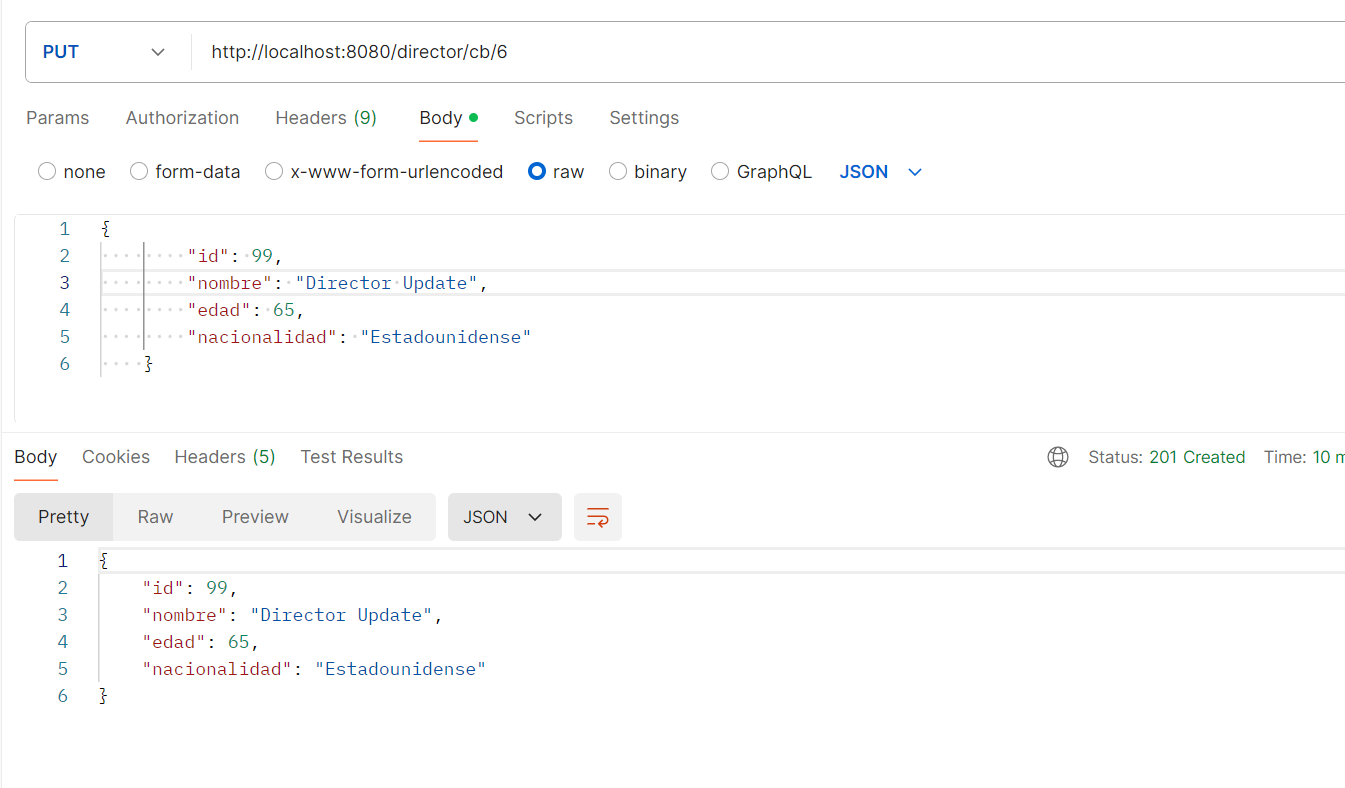 PUT http://localhost:8080/director/cb/6
Params Authorization Headers (9) Body Scripts Settings
none form-data x-www-form-urlencoded raw binary GraphQL JSON
1 {
2 "id": 99,
3 "nombre": "Director Update",
4 "edad": 65,
5 "nacionalidad": "Estadounidense"
6 }
Body Cookies Headers (5) Test Results Status: 201 Created Time: 10 m
Pretty Raw Preview Visualize JSON
1 {
2 "id": 99,
3 "nombre": "Director Update",
4 "edad": 65,
5 "nacionalidad": "Estadounidense"
6 }